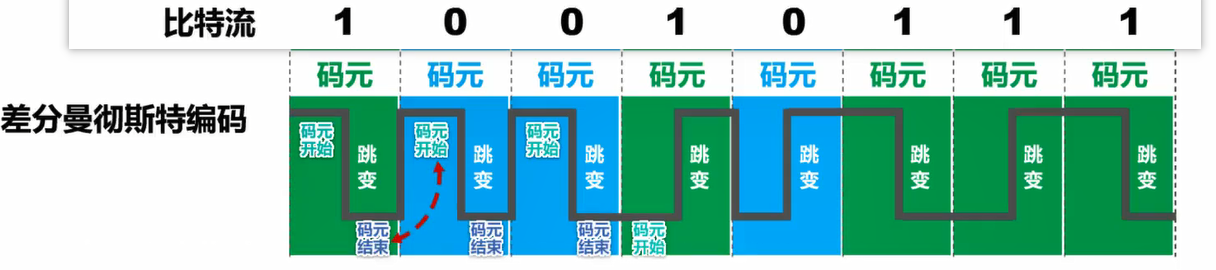 比特流 1 0 0 1 0 1 1 1
码元 码元 码元 码元 码元 码元 码元 码元
差分曼彻斯特编码
码元
开始
跳
变
码元
结束
码元
开始
码元
结束
码元
开始
跳
变
码元
结束
跳
变
码元
开始
跳
变
跳
变
跳
变
跳
变